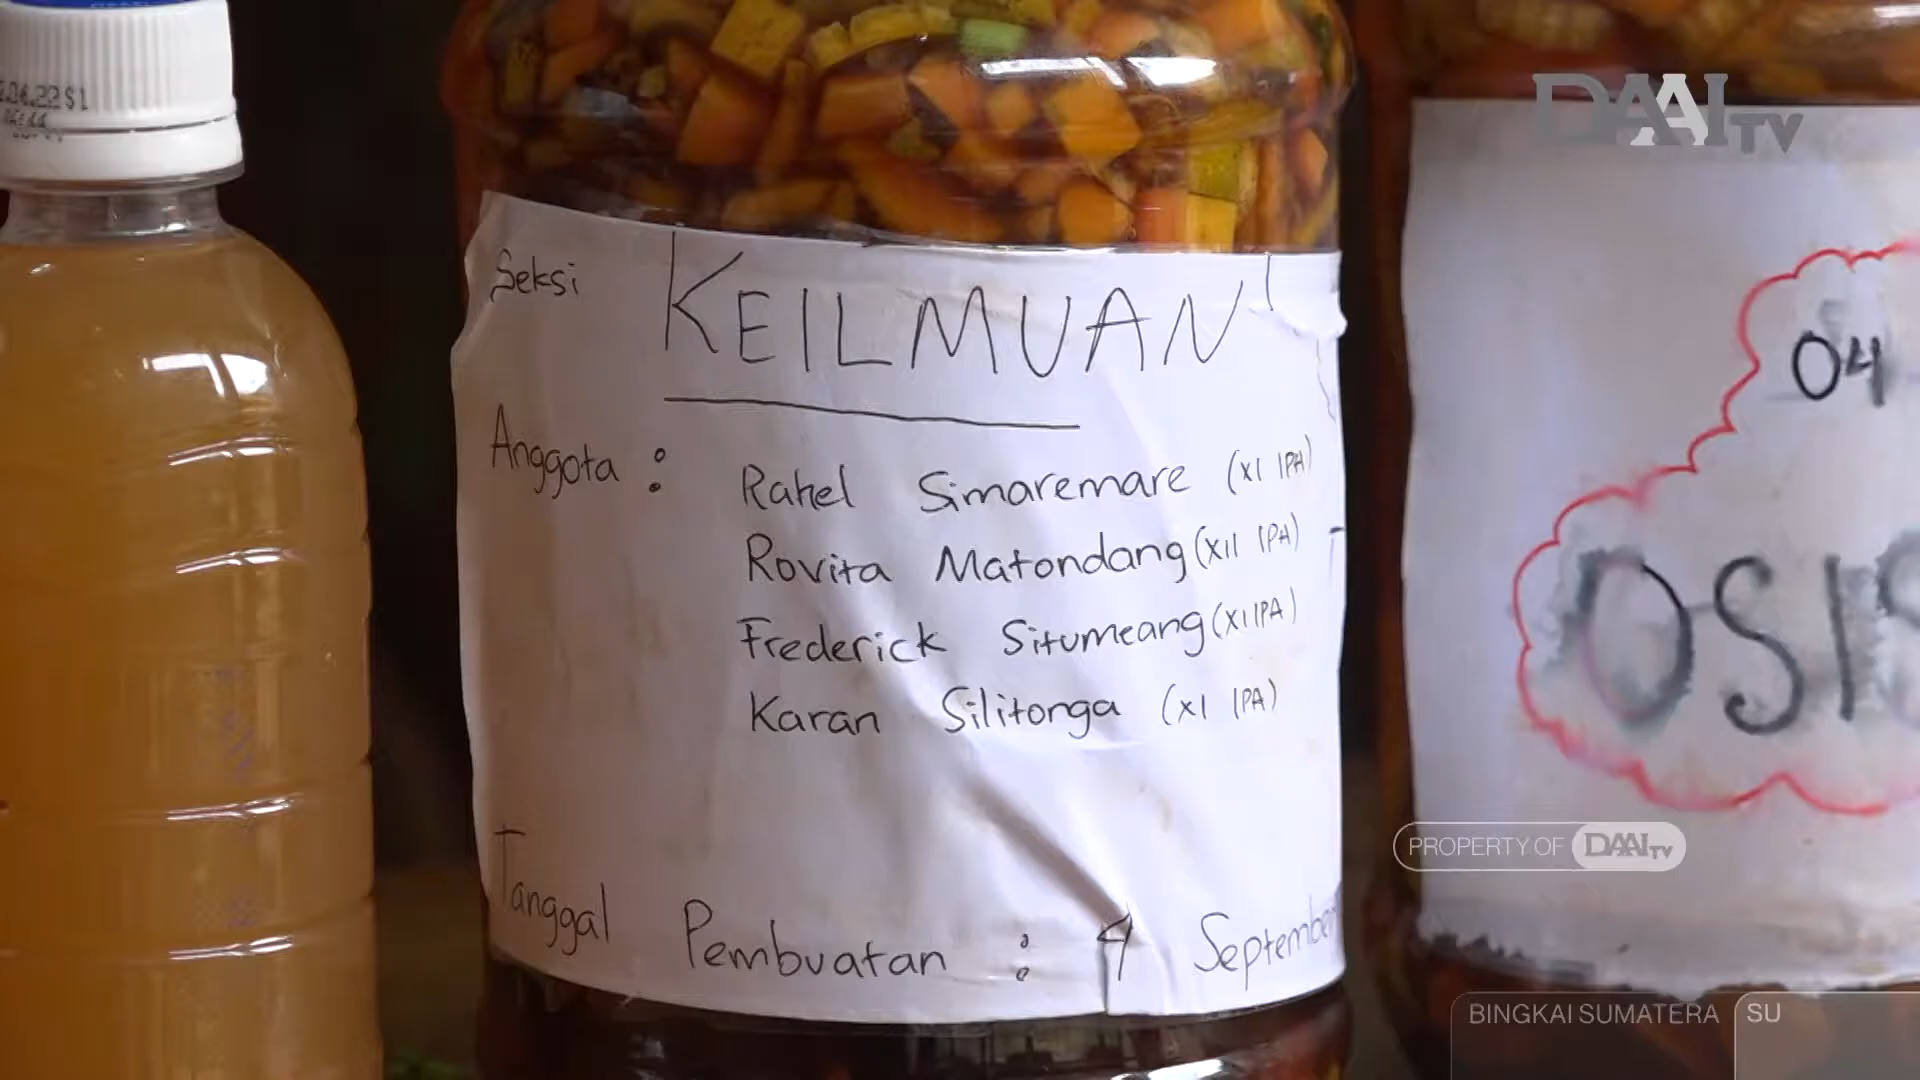 DAAI TV
Seksi KEILMUAN
Anggota :
Rahel Simaremare (XI IPA)
Rovita Matondang (XII IPA)
Frederick Situmeang (XI IPA)
Karan Silitonga (XI IPA)
Tanggal Pembuatan : 4 September
04
OSIS
PROPERTY OF DAAI TV
BINGKAI SUMATERA
SU